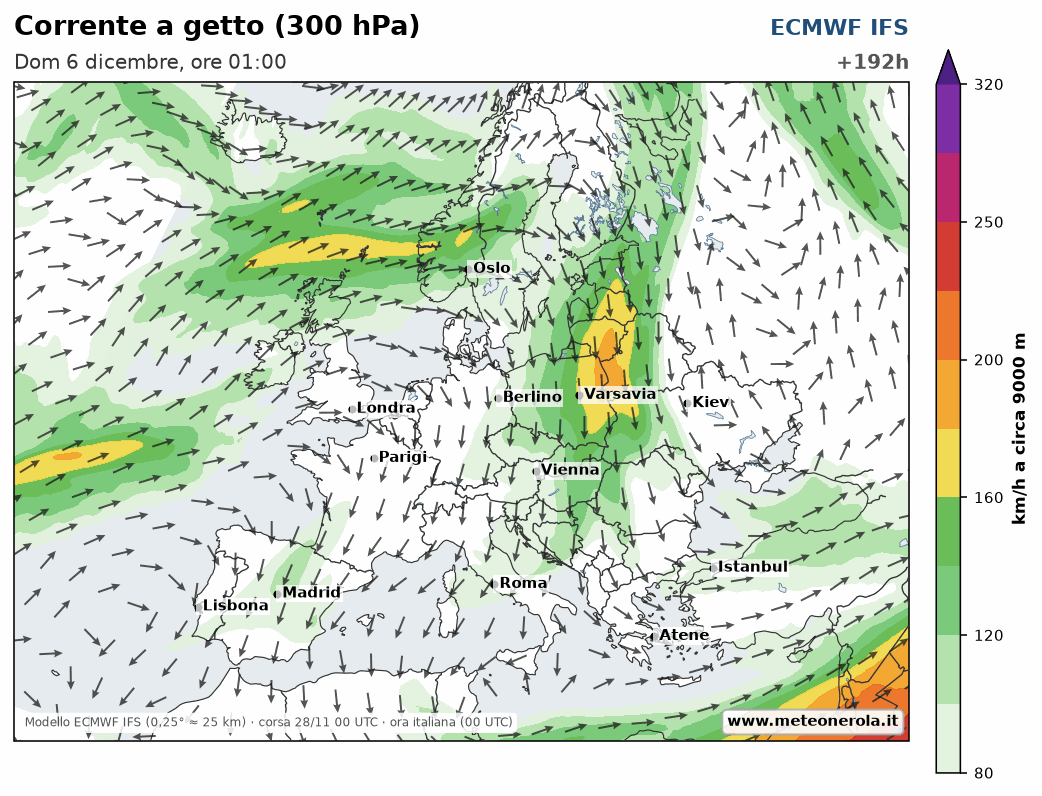 Corrente a getto (300 hPa)
ECMWF IFS
Dom 6 dicembre, ore 01:00
+192h
320
250
200
160
120
80
km/h a circa 9000 m
Oslo
Berlino
Varsavia
Kiev
Londra
Parigi
Vienna
Istanbul
Roma
Madrid
Lisbona
Atene
Modello ECMWF IFS (0,25° ≈ 25 km) · corsa 28/11 00 UTC · ora italiana (00 UTC)
www.meteonerola.it